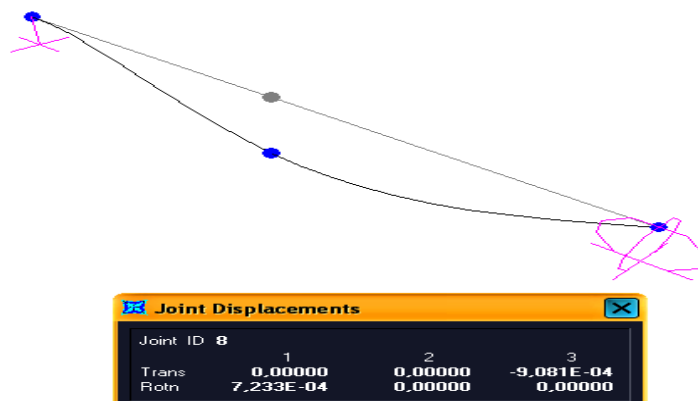 Joint Displacements
Joint ID 8
1 2 3
Trans 0,00000 0,00000 -9,081E-04
Rotn 7,233E-04 0,00000 0,00000